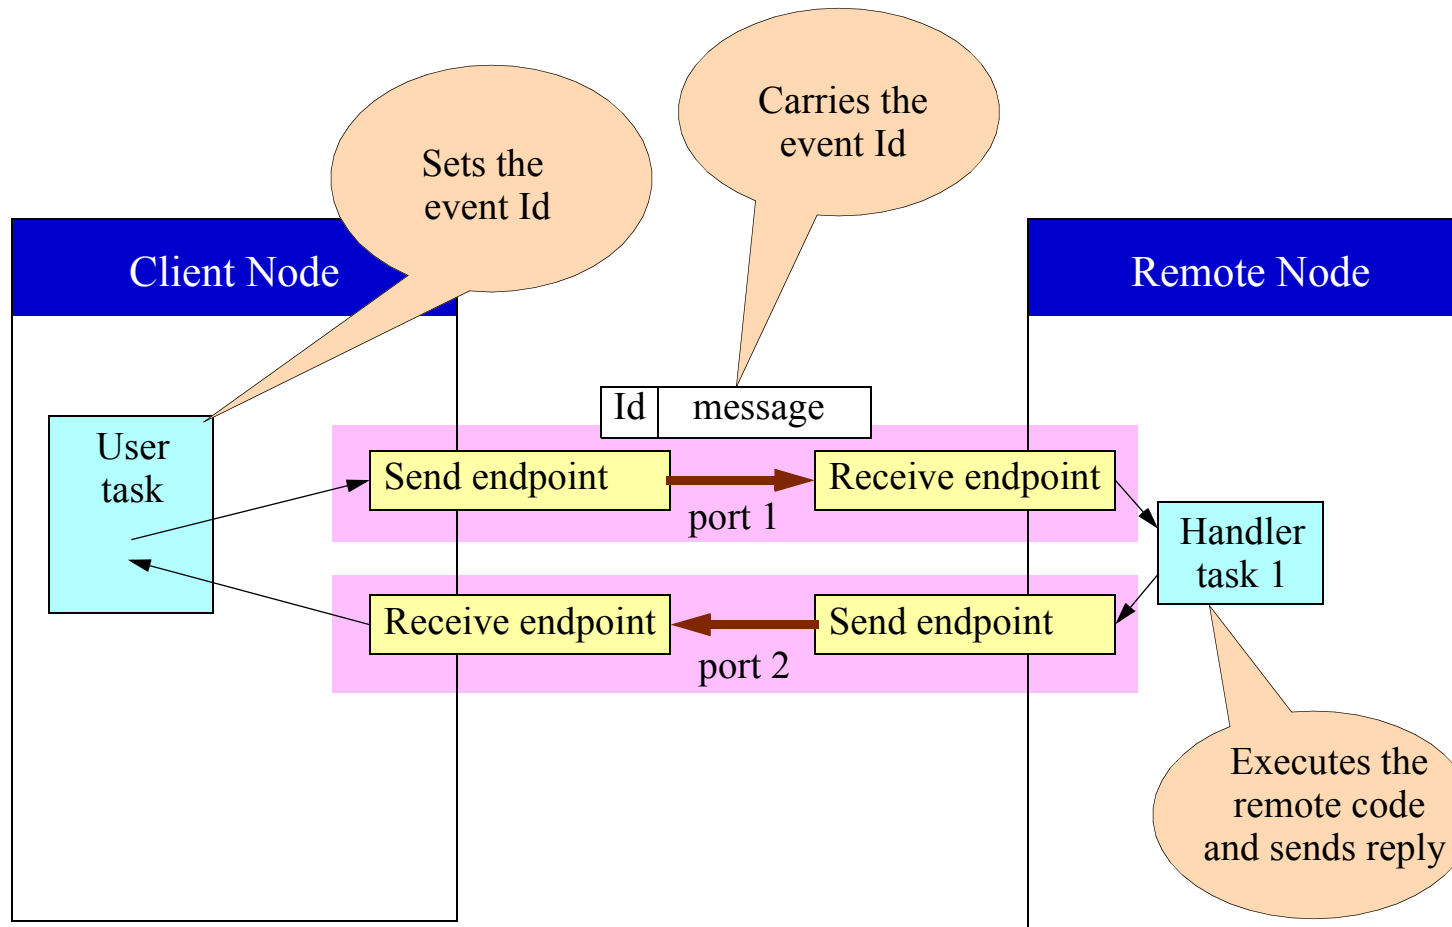 Carries the
event Id
Sets the
event Id
Client Node
Remote Node
Id message
User
task
Send endpoint
Receive endpoint
port 1
Handler
task 1
Receive endpoint
Send endpoint
port 2
Executes the
remote code
and sends reply